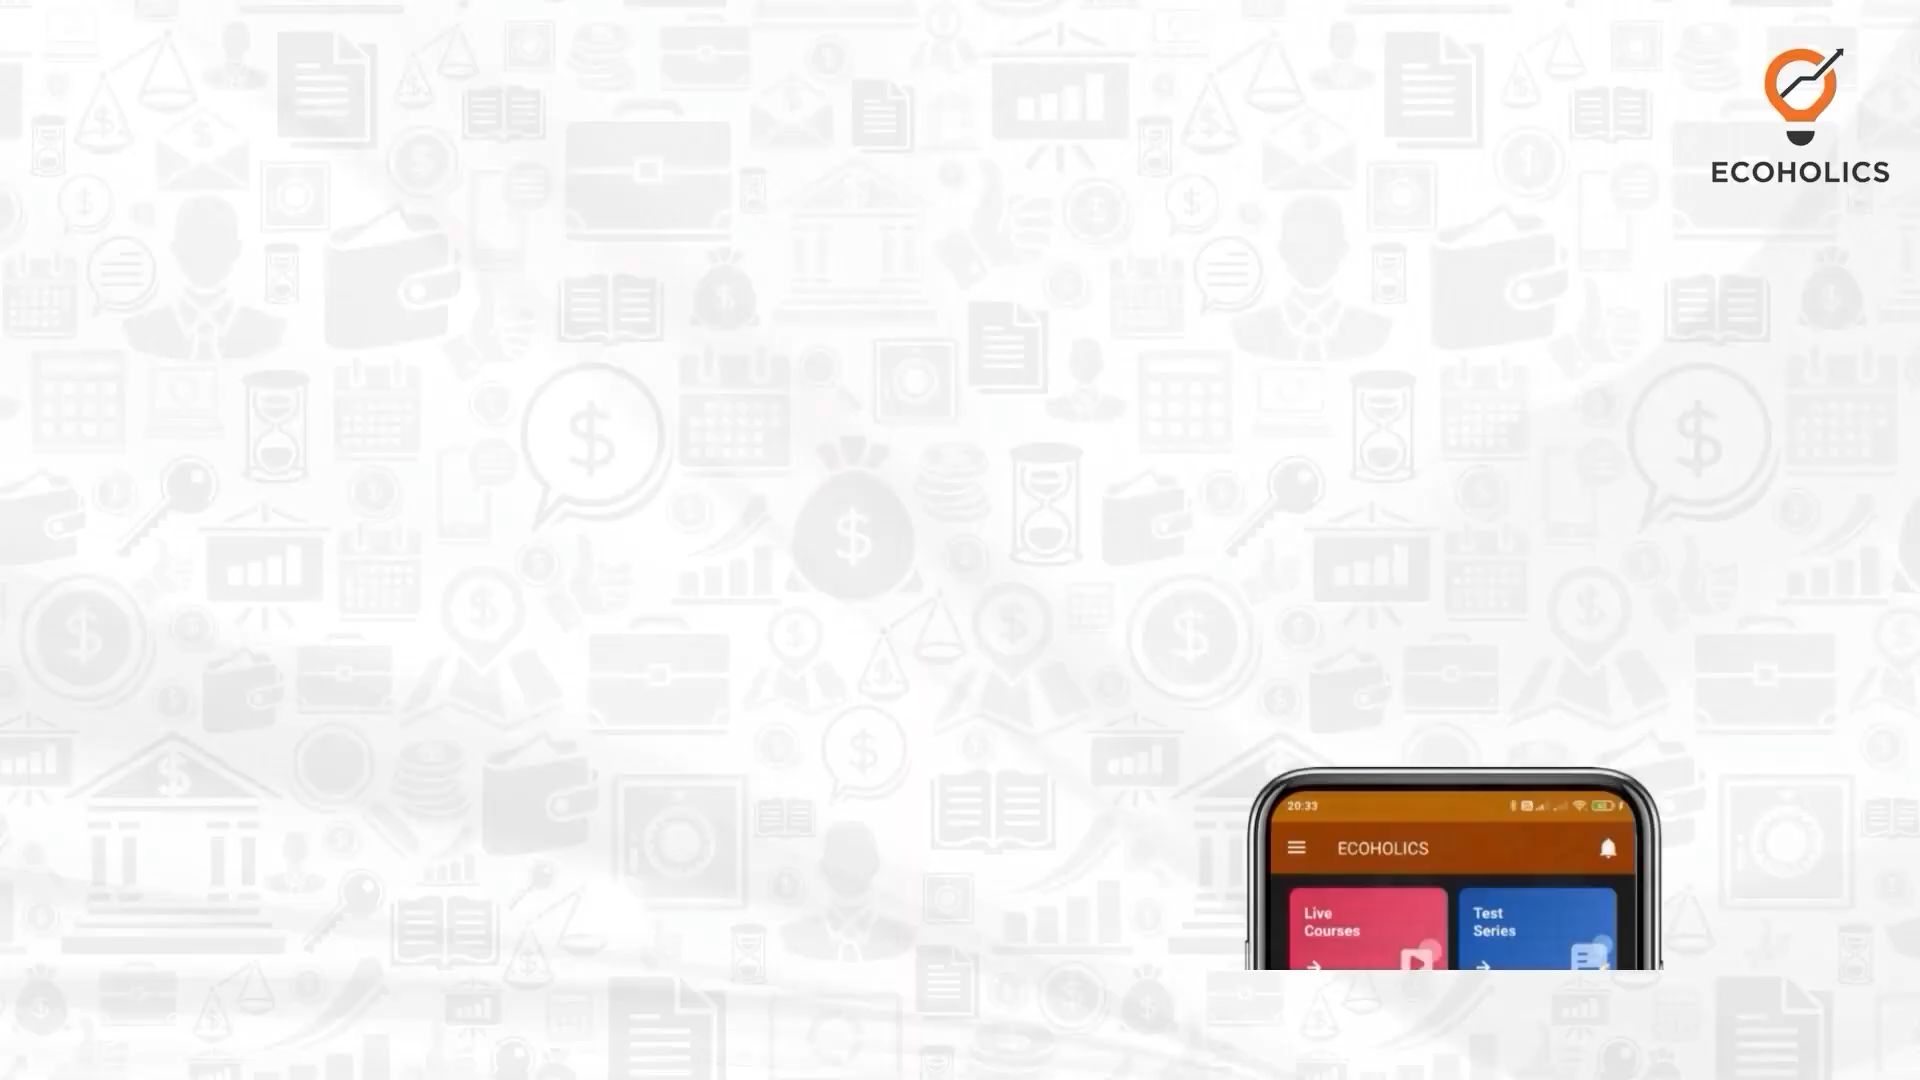 ECOHOLICS
20:33
ECOHOLICS
Live
Courses
Test
Series